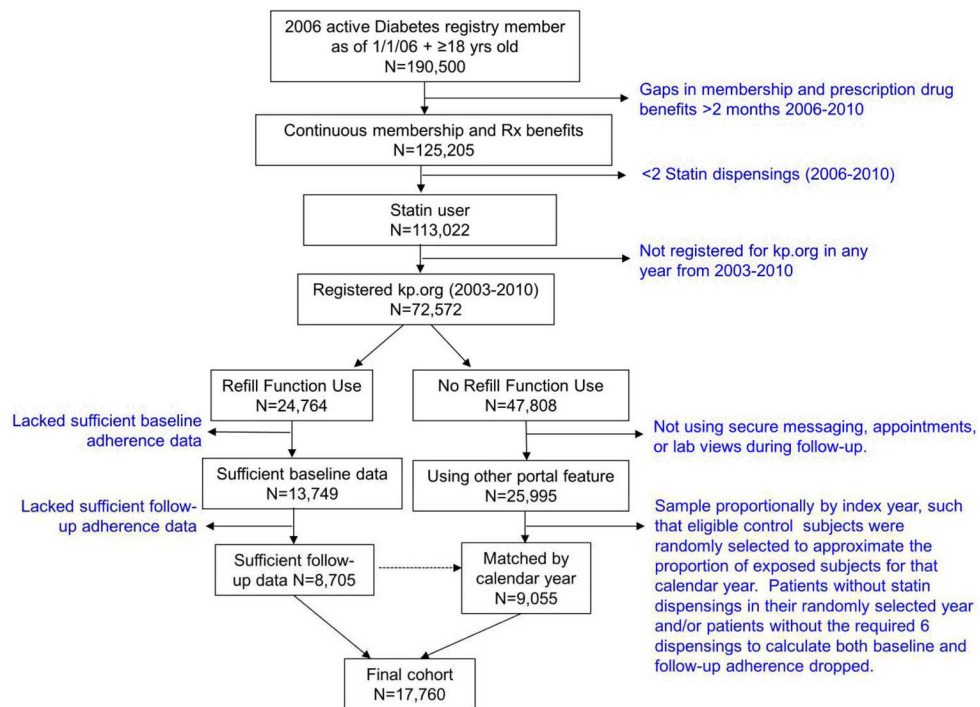 2006 active Diabetes registry member
as of 1/1/06 + ≥18 yrs old
N=190,500
Gaps in membership and prescription drug
benefits >2 months 2006-2010
Continuous membership and Rx benefits
N=125,205
<2 Statin dispensings (2006-2010)
Statin user
N=113,022
Not registered for kp.org in any
year from 2003-2010
Registered kp.org (2003-2010)
N=72,572
Refill Function Use
N=24,764
No Refill Function Use
N=47,808
Lacked sufficient baseline
adherence data
Not using secure messaging, appointments,
or lab views during follow-up.
Sufficient baseline data
N=13,749
Using other portal feature
N=25,995
Lacked sufficient follow-
up adherence data
Sample proportionally by index year, such
that eligible control subjects were
randomly selected to approximate the
proportion of exposed subjects for that
calendar year. Patients without statin
dispensings in their randomly selected year
and/or patients without the required 6
dispensings to calculate both baseline and
follow-up adherence dropped.
Sufficient follow-
up data N=8,705
Matched by
calendar year
N=9,055
Final cohort
N=17,760